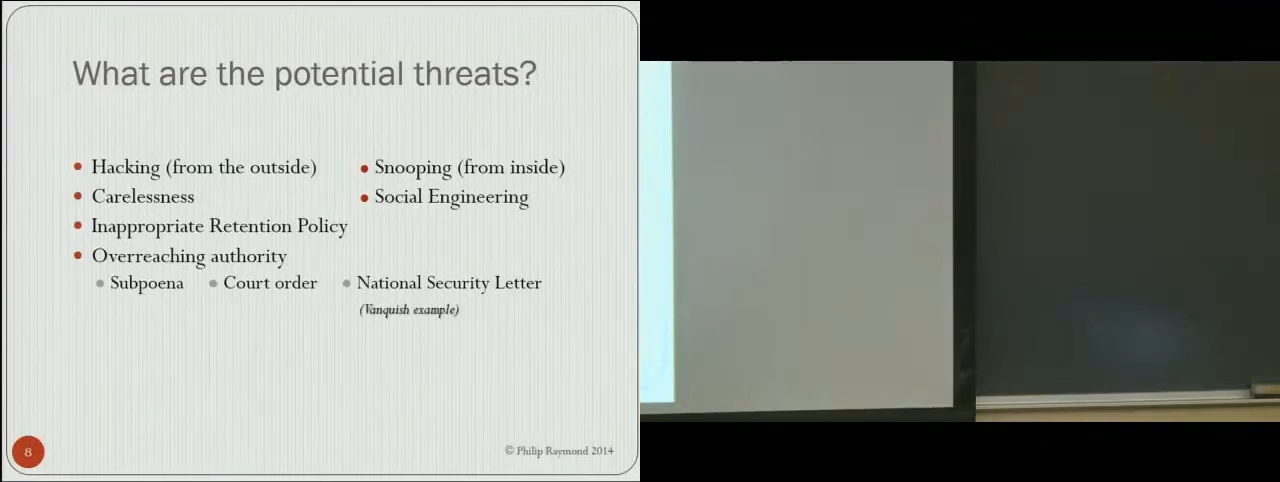 What are the potential threats?
• Hacking (from the outside) • Snooping (from inside)
• Carelessness • Social Engineering
• Inappropriate Retention Policy
• Overreaching authority
• Subpoena • Court order • National Security Letter
(Vanquish example)
8 © Philip Raymond 2014